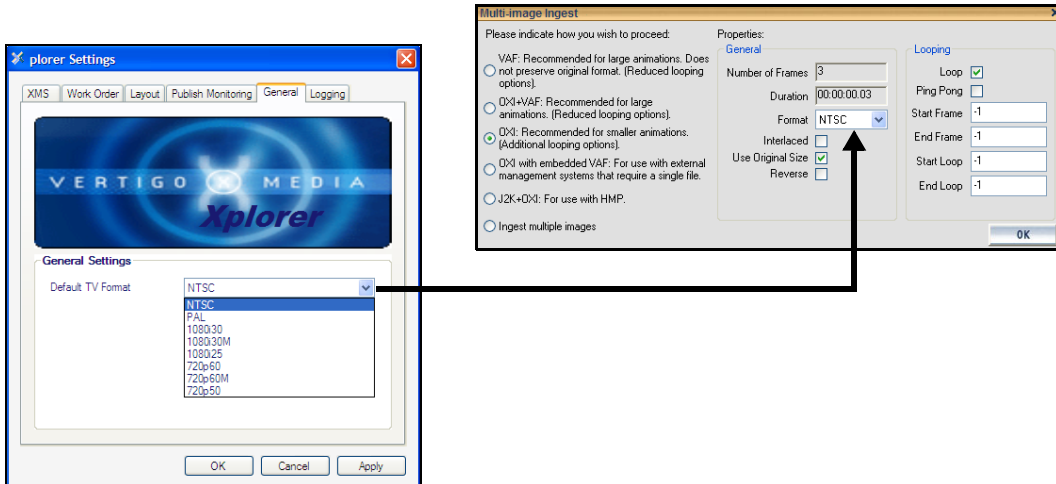 plorer Settings
XMS Work Order Layout Publish Monitoring General Logging
VERTIGO X MEDIA
Xplorer
General Settings
Default TV Format NTSC
NTSC
PAL
1080i30
1080i30M
1080i25
720p60
720p60M
720p50
OK Cancel Apply
Multi-image Ingest
Please indicate how you wish to proceed:
VAF: Recommended for large animations. Does
not preserve original format. (Reduced looping
options).
OXI+VAF: Recommended for large
animations. (Reduced looping options).
OXI: Recommended for smaller animations.
(Additional looping options).
OXI with embedded VAF: For use with external
management systems that require a single file.
J2K+OXI: For use with HMP.
Ingest multiple images
Properties:
General
Number of Frames 3
Duration 00:00:00.03
Format NTSC
Interlaced
Use Original Size
Reverse
Looping
Loop
Ping Pong
Start Frame -1
End Frame -1
Start Loop -1
End Loop -1
OK